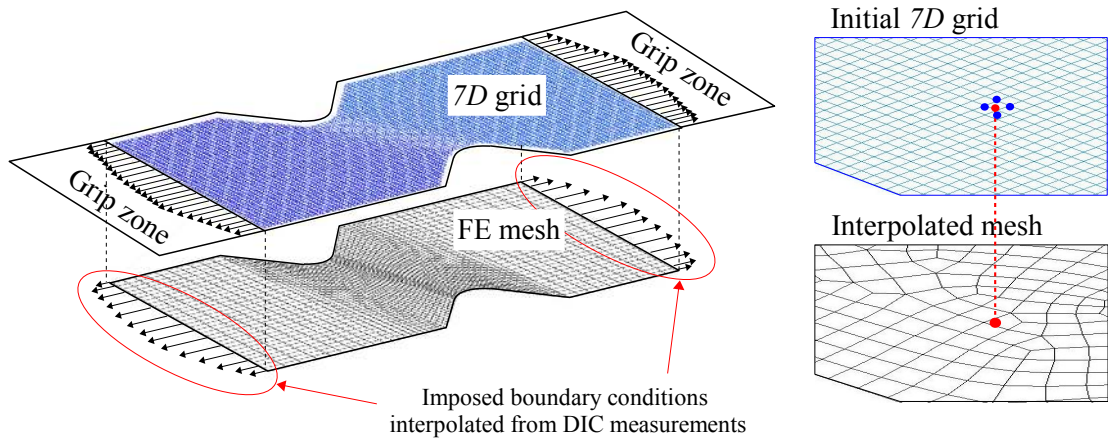 Initial 7D grid
Grip zone
7D grid
Grip zone
FE mesh
Interpolated mesh
Imposed boundary conditions
interpolated from DIC measurements